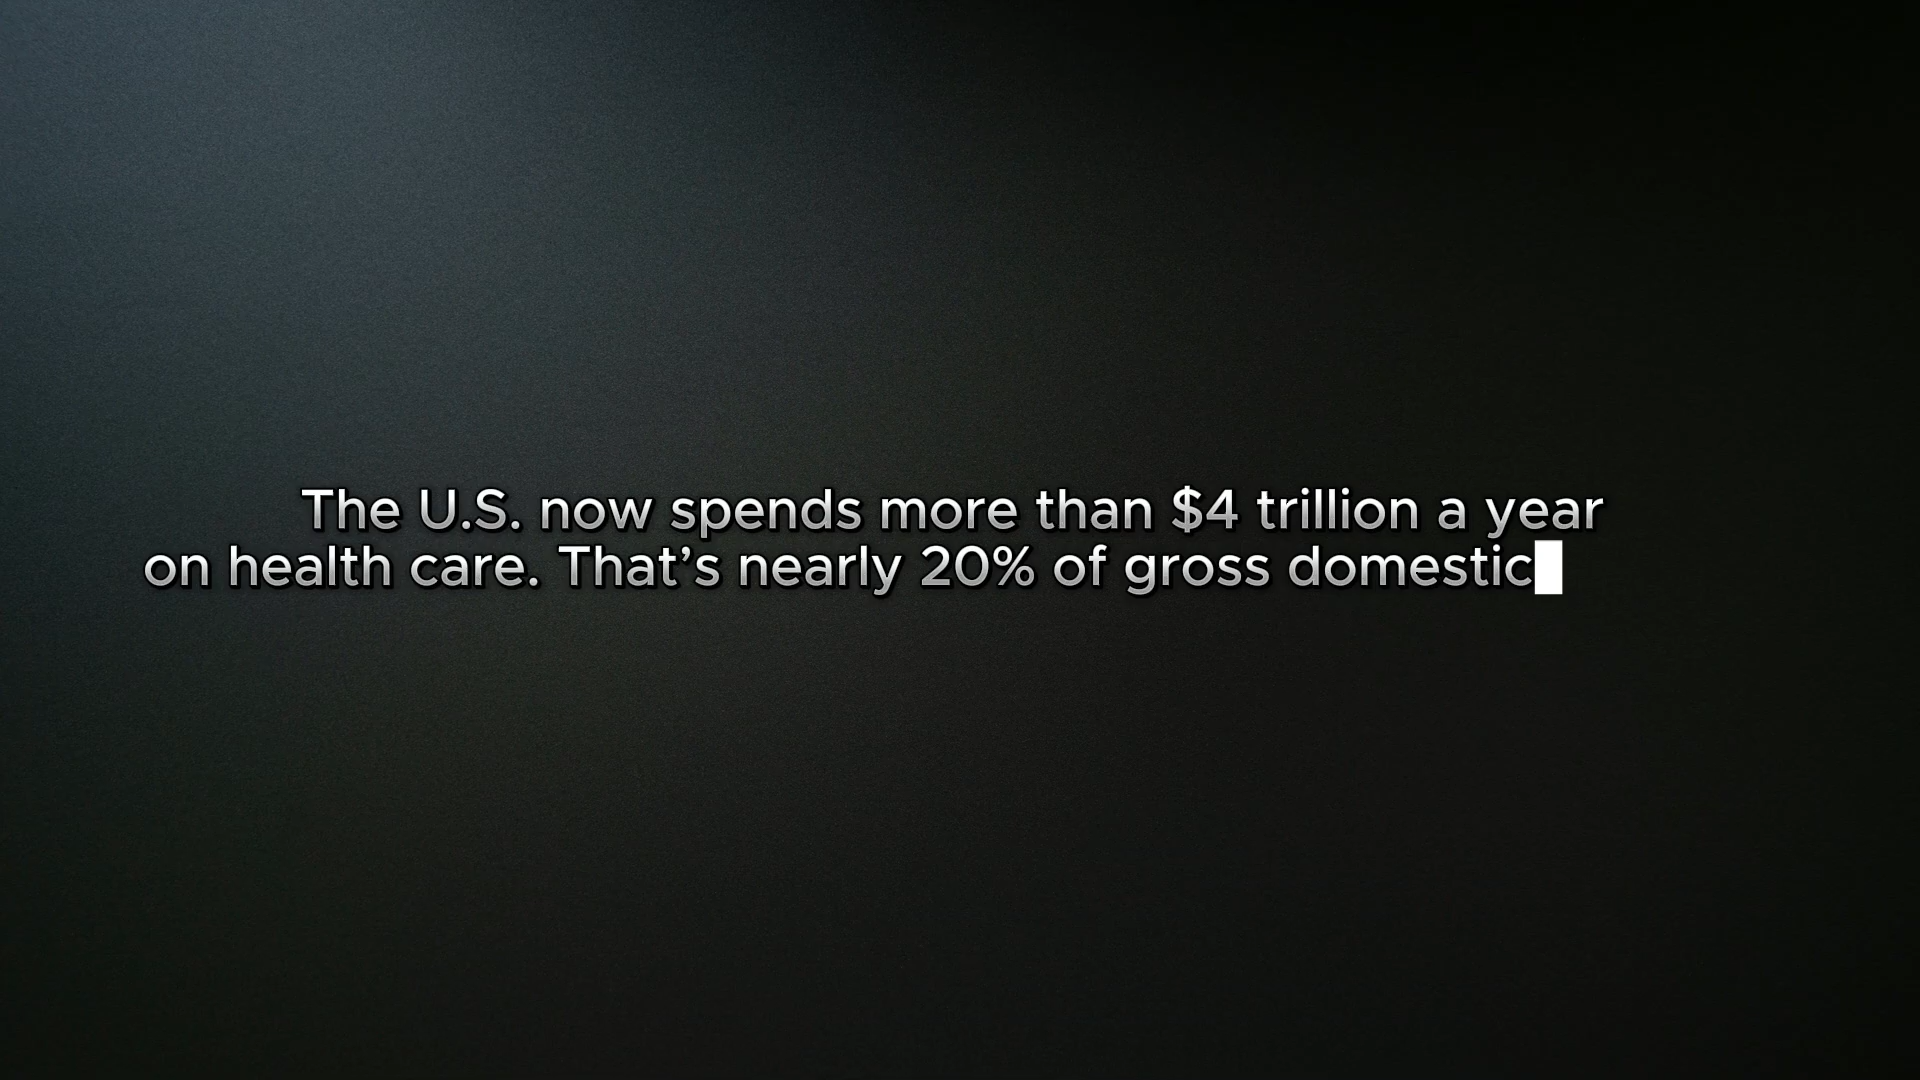 The U.S. now spends more than $4 trillion a year
on health care. That’s nearly 20% of gross domestic